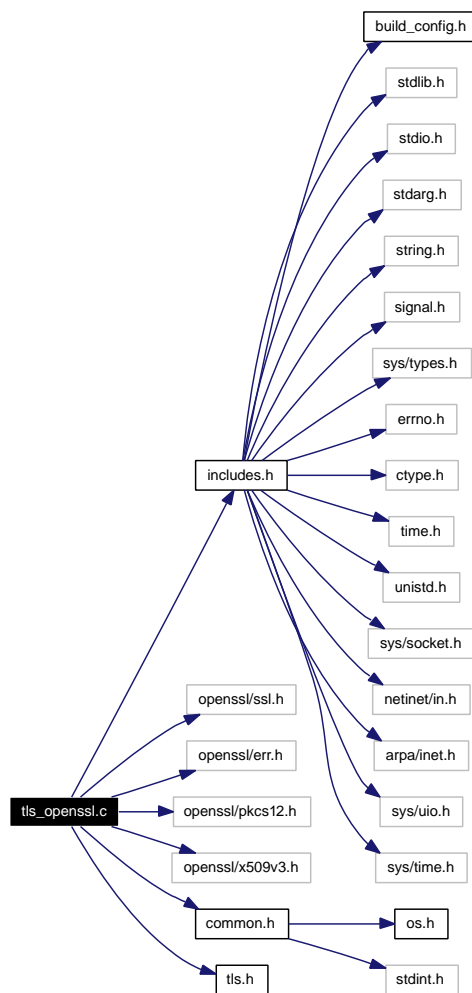 build_config.h
stdlib.h
stdio.h
stdarg.h
string.h
signal.h
sys/types.h
errno.h
includes.h
ctype.h
time.h
unistd.h
sys/socket.h
openssl/ssl.h
netinet/in.h
openssl/err.h
arpa/inet.h
tls_openssl.c
openssl/pkcs12.h
sys/uio.h
openssl/x509v3.h
sys/time.h
common.h
os.h
tls.h
stdint.h